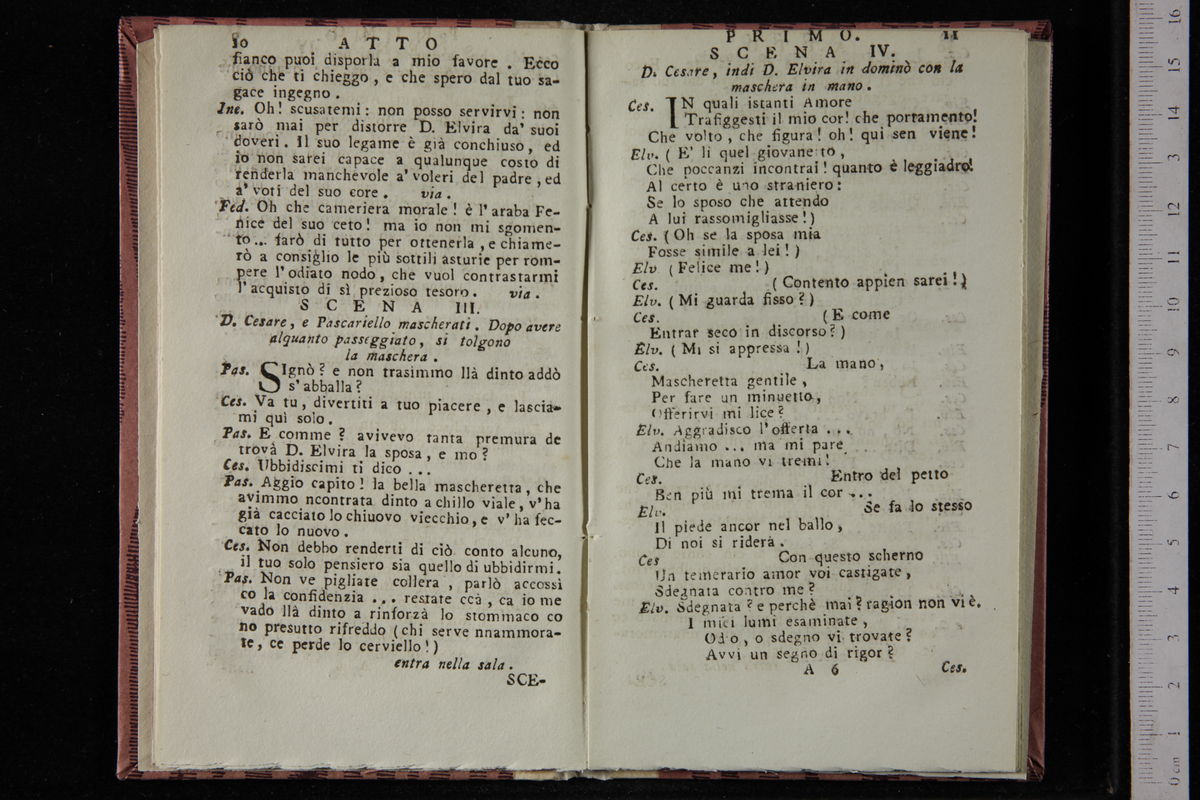 10 ATTO
fianco puoi disporla a mio favore . Ecco
ciò che ti chieggo , e che spero dal tuo sa-
gace ingegno .
Ine. Oh! scusatemi : non posso servirvi : non
sarò mai per distorre D. Elvira da' suoi
doveri . Il suo legame è già conchiuso , ed
io non sarei capace a qualunque costo di
renderla manchevole a' voleri del padre , ed
a' voti del suo core . via .
Fed. Oh che cameriera morale ! è l' araba Fe-
nice del suo ceto! ma io non mi sgomen-
to ... farò di tutto per ottenerla , e chiame-
rò a consiglio le più sottili asturie per rom-
pere l' odiato nodo , che vuol contrastarmi
l' acquisto di sì prezioso tesoro . via .
SCENA III.
D. Cesare , e Pascariello mascherati . Dopo avere
alquanto passeggiato , si tolgono
la maschera .
Pas. SIgnò ? e non trasimmo llà dinto addò
s' abballa ?
Ces. Va tu , divertiti a tuo piacere , e lascia-
mi quì solo .
Pas. E comme ? avivevo tanta premura de
trovà D. Elvira la sposa , e mo ?
Ces. Ubbidiscimi ti dico ...
Pas. Aggio capito ! la bella mascheretta , che
avimmo ncontrata dinto a chillo viale , v' ha
già cacciato lo chiuovo viecchio , e v' ha fec-
cato lo nuovo .
Ces. Non debbo renderti di ciò conto alcuno,
il tuo solo pensiero sia quello di ubbidirmi .
Pas. Non ve pigliate collera , parlò accossì
co la confidenzia ... restate ccà , ca io me
vado llà dinto a rinforzà lo stommaco co
no presutto rifreddo ( chi serve nnammora-
te , ce perde lo cerviello ! )
entra nella sala .
SCE-
PRIMO. 11
SCENA IV.
D. Cesare , indi D. Elvira in dominò con la
maschera in mano .
Ces. IN quali istanti Amore
Trafiggesti il mio cor! che portamento!
Che volto , che figura ! oh ! qui sen viene !
Elv. ( E' lì quel giovanetto ,
Che poccanzi incontrai ! quanto è leggiadro!
Al certo è uno straniero :
Se lo sposo che attendo
A lui rassomigliasse ! )
Ces. ( Oh se la sposa mia
Fosse simile a lei ! )
Elv ( Felice me ! )
Ces. ( Contento appien sarei ! )
Elv. ( Mi guarda fisso ? )
Ces. ( E come
Entrar seco in discorso ? )
Elv. ( Mi si appressa ! )
Ces. La mano ,
Mascheretta gentile ,
Per fare un minuetto ,
Offerirvi mi lice ?
Elv. Aggradisco l' offerta ...
Andiamo ... ma mi pare
Che la mano vi tremi !
Ces. Entro del petto
Ben più mi trema il cor ...
Elv. Se fa lo stesso
Il piede ancor nel ballo ,
Di noi si riderà .
Ces Con questo scherno
Un temerario amor voi castigate ,
Sdegnata contro me ?
Elv. Sdegnata ? e perchè mai ? ragion non vi è.
I miei lumi esaminate ,
Odio , o sdegno vi trovate ?
Avvi un segno di rigor ?
A 6 Ces.
0 cm 1 2 3 4 5 6 7 8 9 10 11 12 13 14 15 16